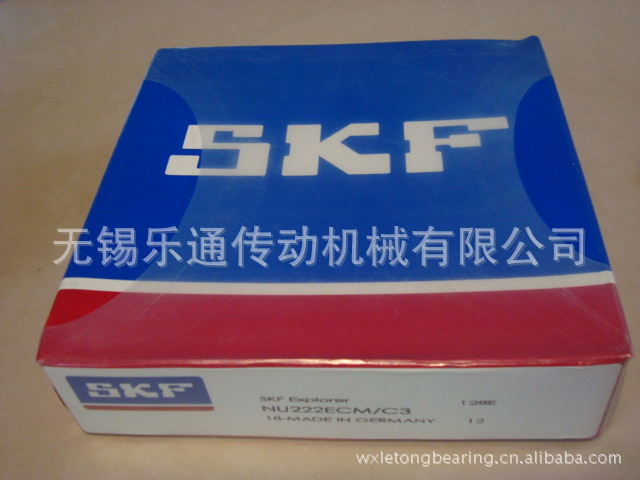 SKF
无锡乐通传动机械有限公司
SKF
SKF Explorer 128E
NU222ECM/C3
18-MADE IN GERMANY 12
wxletongbearing.cn.alibaba.com